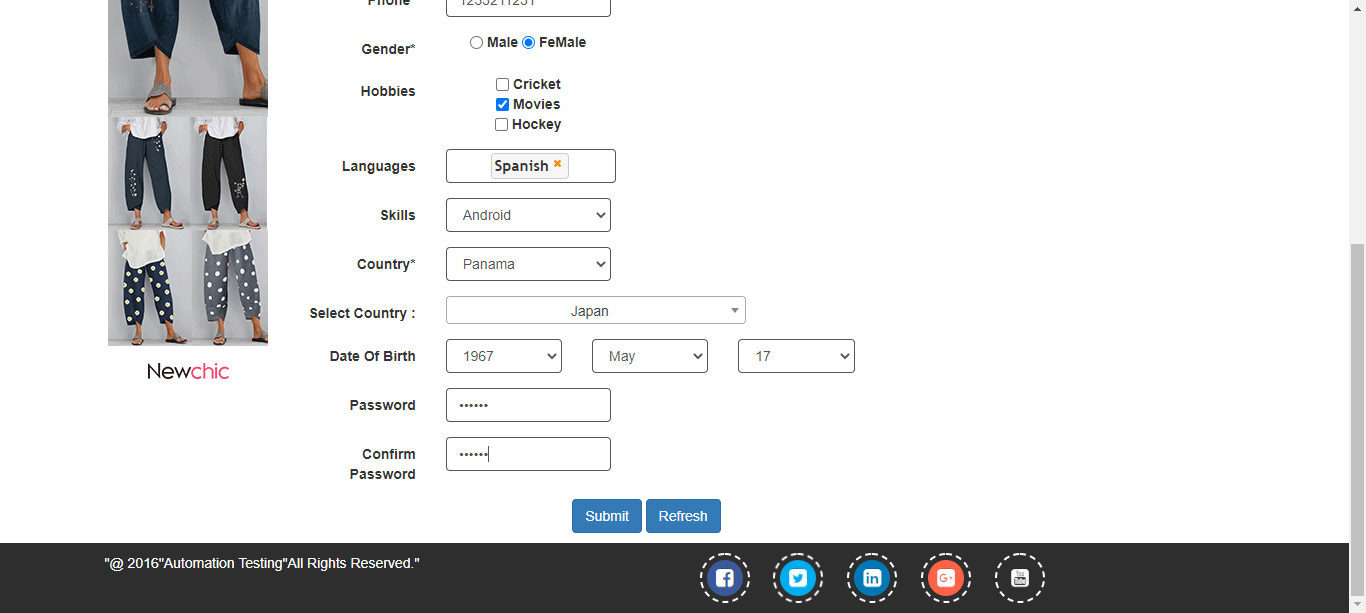 Phone
1233211231
Gender*
Male FeMale
Hobbies
Cricket
Movies
Hockey
Languages
Spanish
Skills
Android
Country*
Panama
Select Country :
Japan
Date Of Birth
1967 May 17
Password
••••••
Confirm
Password
••••••
Submit Refresh
Newchic
"@ 2016"Automation Testing"All Rights Reserved."
G+
You
Tube